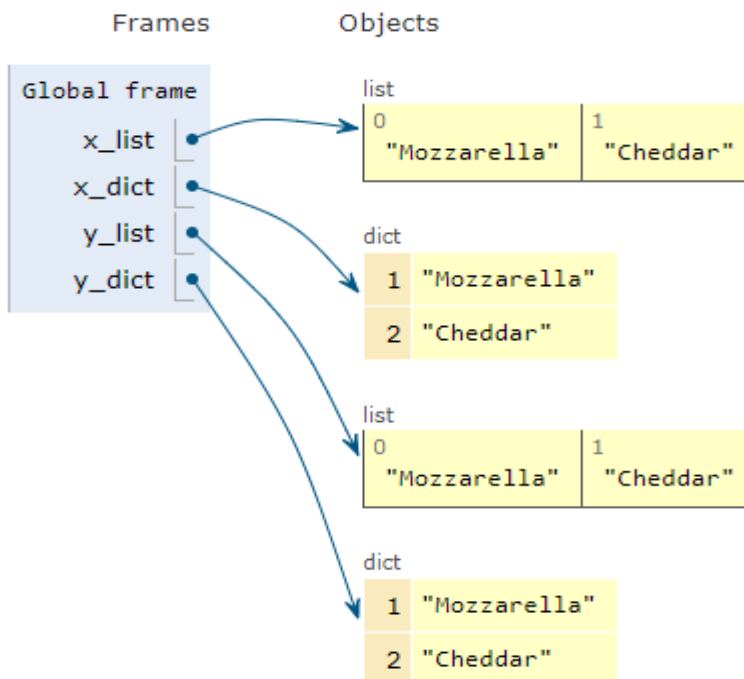 Frames Objects
Global frame
x_list
x_dict
y_list
y_dict
list
0 1
"Mozzarella" "Cheddar"
dict
1 "Mozzarella"
2 "Cheddar"
list
0 1
"Mozzarella" "Cheddar"
dict
1 "Mozzarella"
2 "Cheddar"